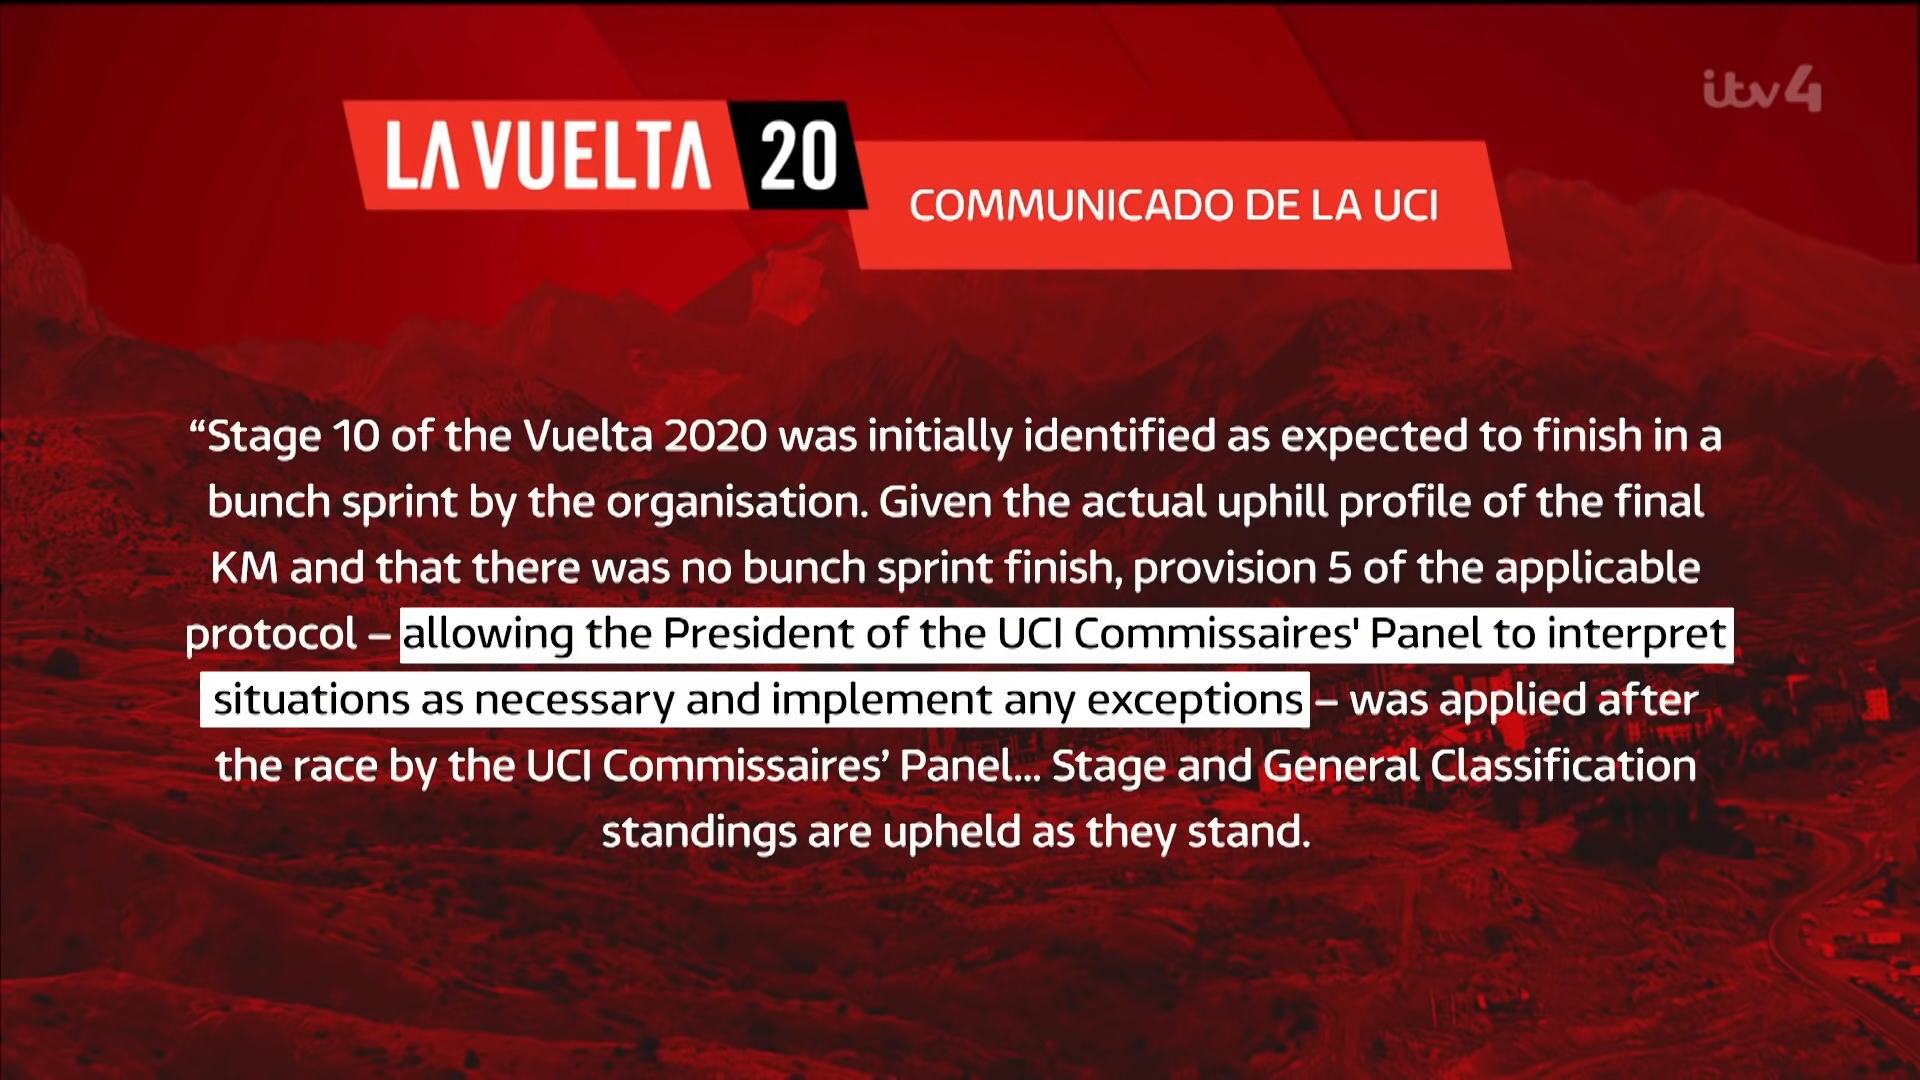 itv4
LA VUELTA 20
COMMUNICADO DE LA UCI
“Stage 10 of the Vuelta 2020 was initially identified as expected to finish in a
bunch sprint by the organisation. Given the actual uphill profile of the final
KM and that there was no bunch sprint finish, provision 5 of the applicable
protocol – allowing the President of the UCI Commissaires' Panel to interpret
situations as necessary and implement any exceptions – was applied after
the race by the UCI Commissaires’ Panel... Stage and General Classification
standings are upheld as they stand.